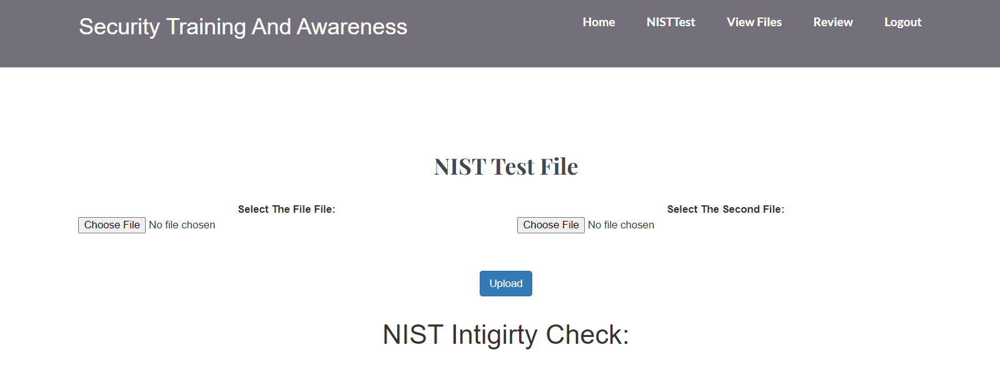 Security Training And Awareness
Home NISTTest View Files Review Logout
NIST Test File
Select The File File: Select The Second File:
Choose File No file chosen Choose File No file chosen
Upload
NIST Intigirty Check: